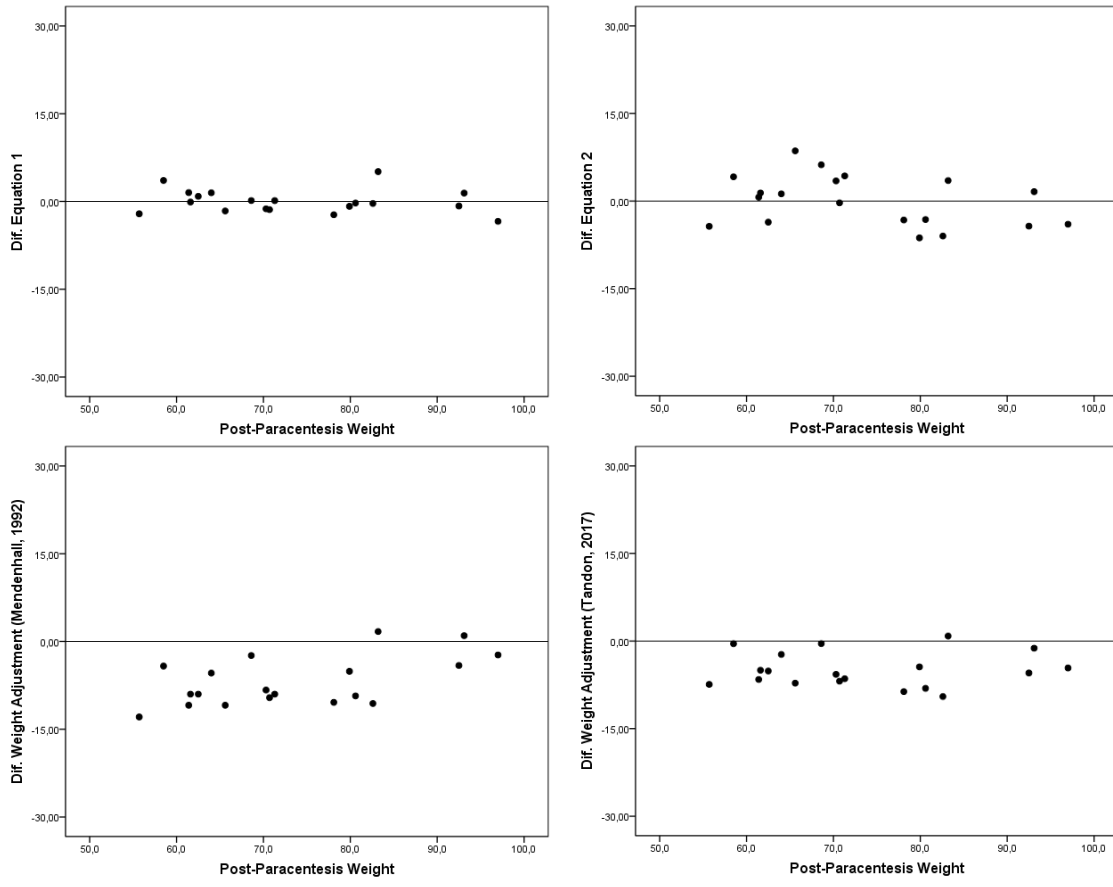 30,00
15,00
0,00
-15,00
-30,00
Dif. Equation 1
50,0 60,0 70,0 80,0 90,0 100,0
Post-Paracentesis Weight
30,00
15,00
0,00
-15,00
-30,00
Dif. Equation 2
50,0 60,0 70,0 80,0 90,0 100,0
Post-Paracentesis Weight
30,00
15,00
0,00
-15,00
-30,00
Dif. Weight Adjustment (Mendenhall, 1992)
50,0 60,0 70,0 80,0 90,0 100,0
Post-Paracentesis Weight
30,00
15,00
0,00
-15,00
-30,00
Dif. Weight Adjustment (Tandon, 2017)
50,0 60,0 70,0 80,0 90,0 100,0
Post-Paracentesis Weight